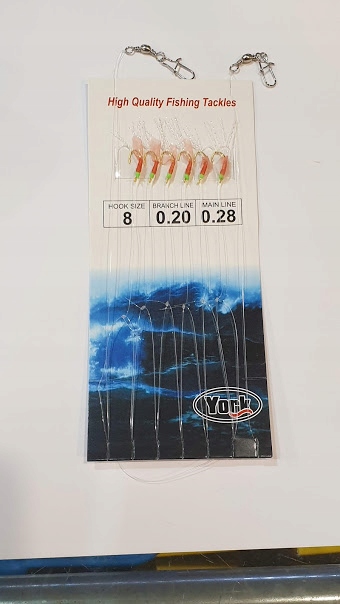 High Quality Fishing Tackles
HOOK SIZE BRANCH LINE MAIN LINE
8 0.20 0.28
York